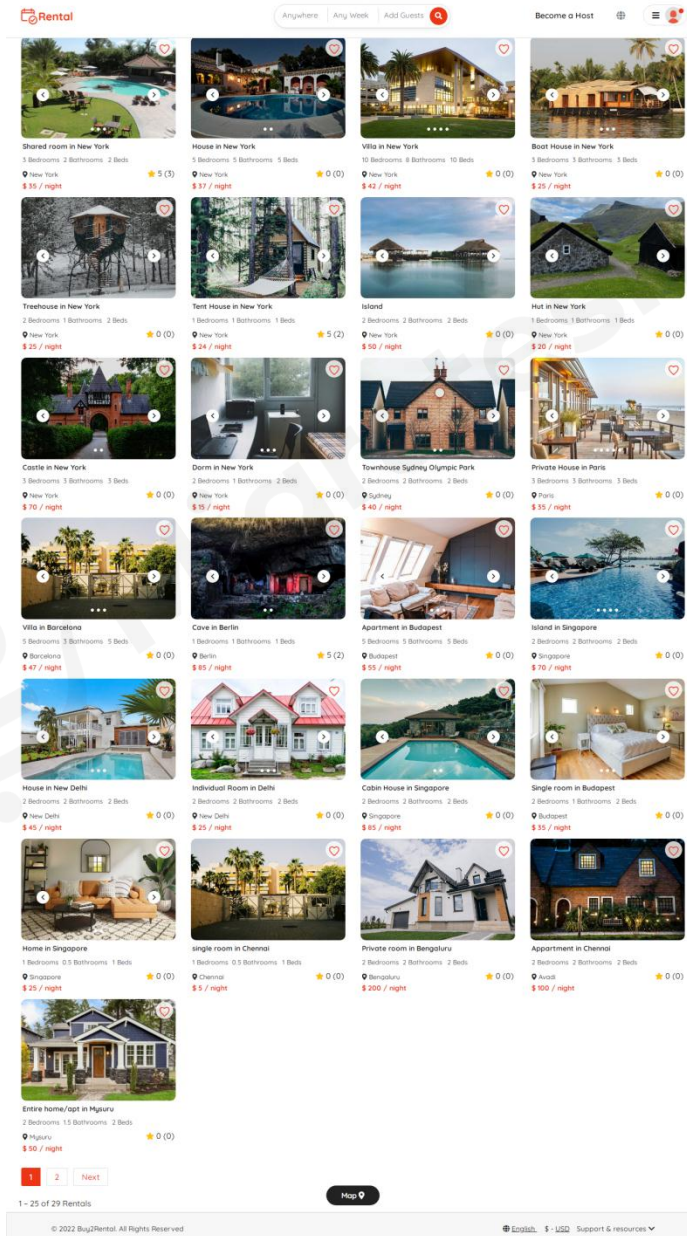 Rental
Anywhere Any Week Add Guests
Become a Host
Shared room in New York
3 Bedrooms 2 Bathrooms 2 Beds
New York 5 (3)
$ 35 / night
House in New York
5 Bedrooms 5 Bathrooms 5 Beds
New York 0 (0)
$ 37 / night
Villa in New York
10 Bedrooms 8 Bathrooms 10 Beds
New York 0 (0)
$ 42 / night
Boat House in New York
3 Bedrooms 3 Bathrooms 3 Beds
New York 0 (0)
$ 25 / night
Treehouse in New York
2 Bedrooms 1 Bathrooms 2 Beds
New York 0 (0)
$ 25 / night
Tent House in New York
1 Bedrooms 1 Bathrooms 1 Beds
New York 5 (2)
$ 24 / night
Island
2 Bedrooms 2 Bathrooms 2 Beds
New York 0 (0)
$ 50 / night
Hut in New York
1 Bedrooms 1 Bathrooms 1 Beds
New York 0 (0)
$ 20 / night
Castle in New York
3 Bedrooms 3 Bathrooms 3 Beds
New York 0 (0)
$ 70 / night
Dorm in New York
2 Bedrooms 1 Bathrooms 2 Beds
New York 0 (0)
$ 15 / night
Townhouse Sydney Olympic Park
2 Bedrooms 2 Bathrooms 2 Beds
Sydney 0 (0)
$ 40 / night
Private House in Paris
3 Bedrooms 3 Bathrooms 3 Beds
Paris 0 (0)
$ 35 / night
Villa in Barcelona
5 Bedrooms 3 Bathrooms 5 Beds
Barcelona 0 (0)
$ 47 / night
Cave in Berlin
1 Bedrooms 1 Bathrooms 1 Beds
Berlin 5 (2)
$ 85 / night
Apartment in Budapest
5 Bedrooms 5 Bathrooms 5 Beds
Budapest 0 (0)
$ 55 / night
Island in Singapore
2 Bedrooms 2 Bathrooms 2 Beds
Singapore 0 (0)
$ 70 / night
House in New Delhi
2 Bedrooms 2 Bathrooms 2 Beds
New Delhi 0 (0)
$ 45 / night
Individual Room in Delhi
2 Bedrooms 2 Bathrooms 2 Beds
New Delhi 0 (0)
$ 25 / night
Cabin House in Singapore
2 Bedrooms 2 Bathrooms 2 Beds
Singapore 0 (0)
$ 85 / night
Single room in Budapest
2 Bedrooms 1 Bathrooms 2 Beds
Budapest 0 (0)
$ 35 / night
Home in Singapore
1 Bedrooms 0.5 Bathrooms 1 Beds
Singapore 0 (0)
$ 25 / night
single room in Chennai
1 Bedrooms 0.5 Bathrooms 1 Beds
Chennai 0 (0)
$ 5 / night
Private room in Bengaluru
2 Bedrooms 2 Bathrooms 2 Beds
Bengaluru 0 (0)
$ 200 / night
Appartment in Chennai
2 Bedrooms 2 Bathrooms 2 Beds
Avadi 0 (0)
$ 100 / night
Entire home/apt in Mysuru
2 Bedrooms 1.5 Bathrooms 2 Beds
Mysuru 0 (0)
$ 50 / night
1 2 Next
Map
1 – 25 of 29 Rentals
© 2022 Buy2Rental. All Rights Reserved
English $ - USD Support & resources